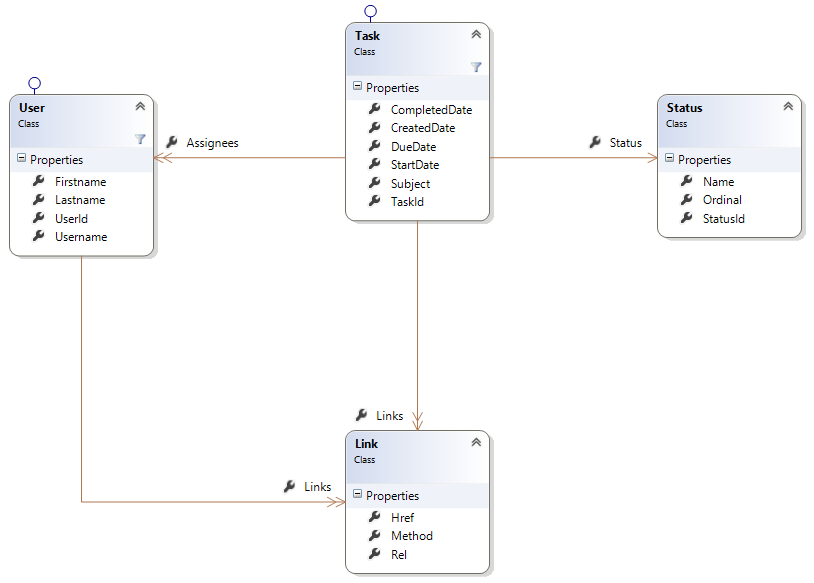 Task
Class
Properties
CompletedDate
CreatedDate
DueDate
StartDate
Subject
TaskId
User
Class
Properties
Firstname
Lastname
UserId
Username
Assignees
Status
Status
Class
Properties
Name
Ordinal
StatusId
Links
Links
Link
Class
Properties
Href
Method
Rel